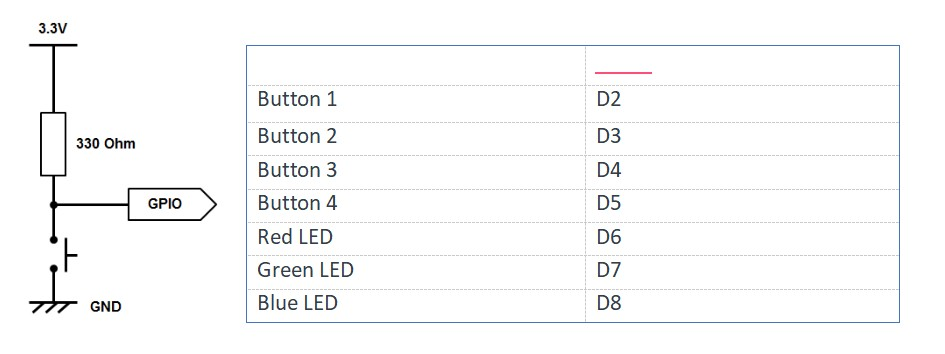 3.3V
330 Ohm
GPIO
GND
Button 1 D2
Button 2 D3
Button 3 D4
Button 4 D5
Red LED D6
Green LED D7
Blue LED D8